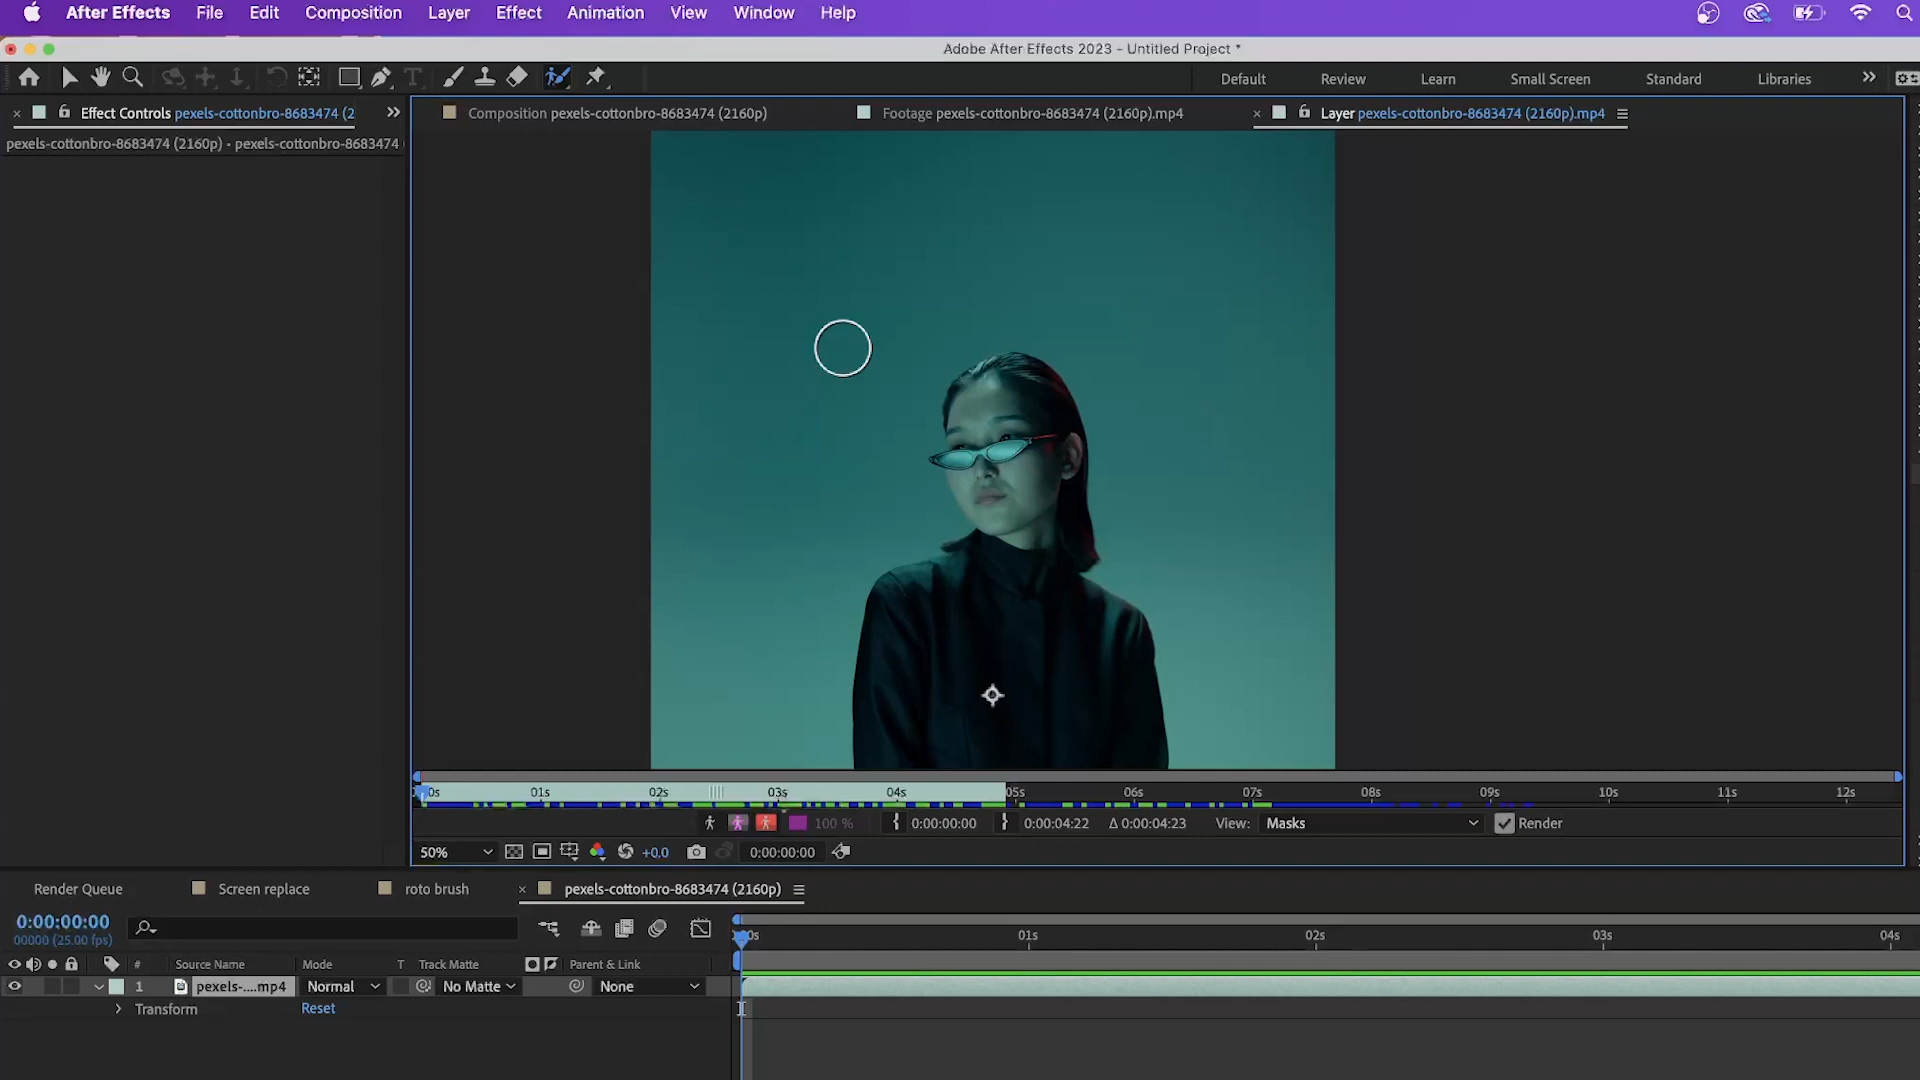 After Effects File Edit Composition Layer Effect Animation View Window Help
Adobe After Effects 2023 - Untitled Project *
Default Review Learn Small Screen Standard Libraries
Effect Controls pexels-cottonbro-8683474 (2
Composition pexels-cottonbro-8683474 (2160p)
Footage pexels-cottonbro-8683474 (2160p).mp4
Layer pexels-cottonbro-8683474 (2160p).mp4
pexels-cottonbro-8683474 (2160p) • pexels-cottonbro-8683474
0s 01s 02s 03s 04s 05s 06s 07s 08s 09s 10s 11s 12s
100 % 0:00:00:00 0:00:04:22 Δ 0:00:04:23 View: Masks Render
50% +0.0 0:00:00:00
Render Queue Screen replace roto brush pexels-cottonbro-8683474 (2160p)
0:00:00:00
00000 (25.00 fps)
0s 01s 02s 03s 04s
# Source Name Mode T Track Matte Parent & Link
1 pexels-....mp4 Normal No Matte None
Transform Reset